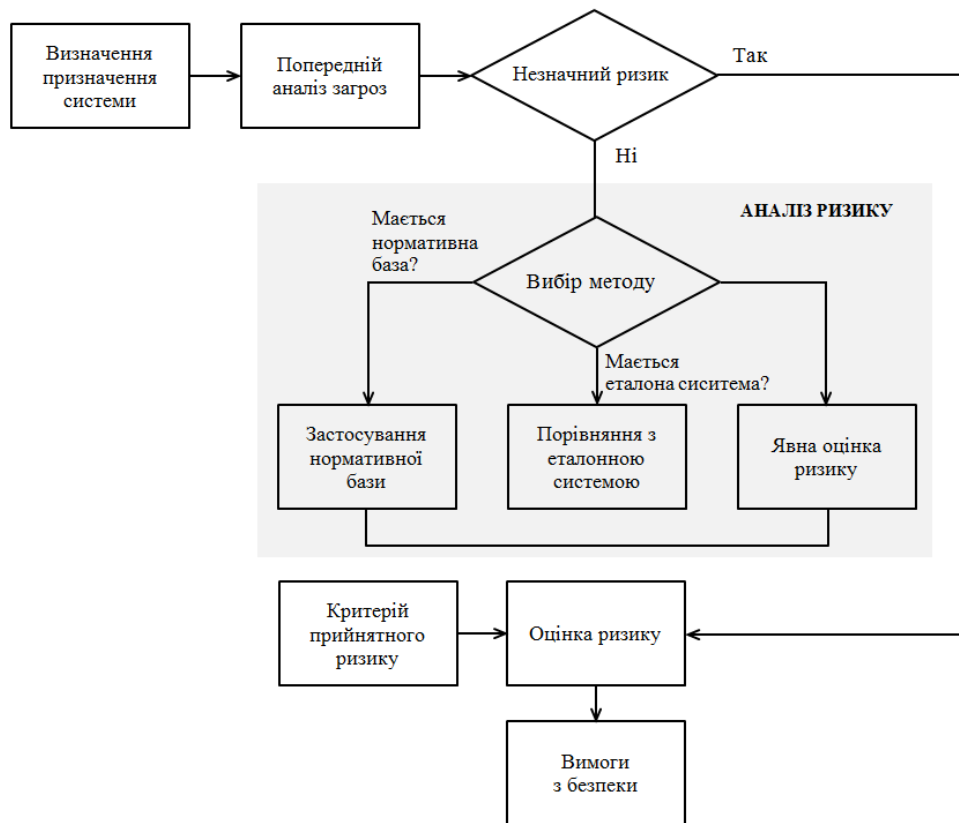 Визначення
призначення
системи
Попередній
аналіз загроз
Незначний ризик
Так
Ні
АНАЛІЗ РИЗИКУ
Мається
нормативна
база?
Вибір методу
Мається
еталона сиситема?
Застосування
нормативної
бази
Порівняння з
еталонною
системою
Явна оцінка
ризику
Критерій
прийнятного
ризику
Оцінка ризику
Вимоги
з безпеки